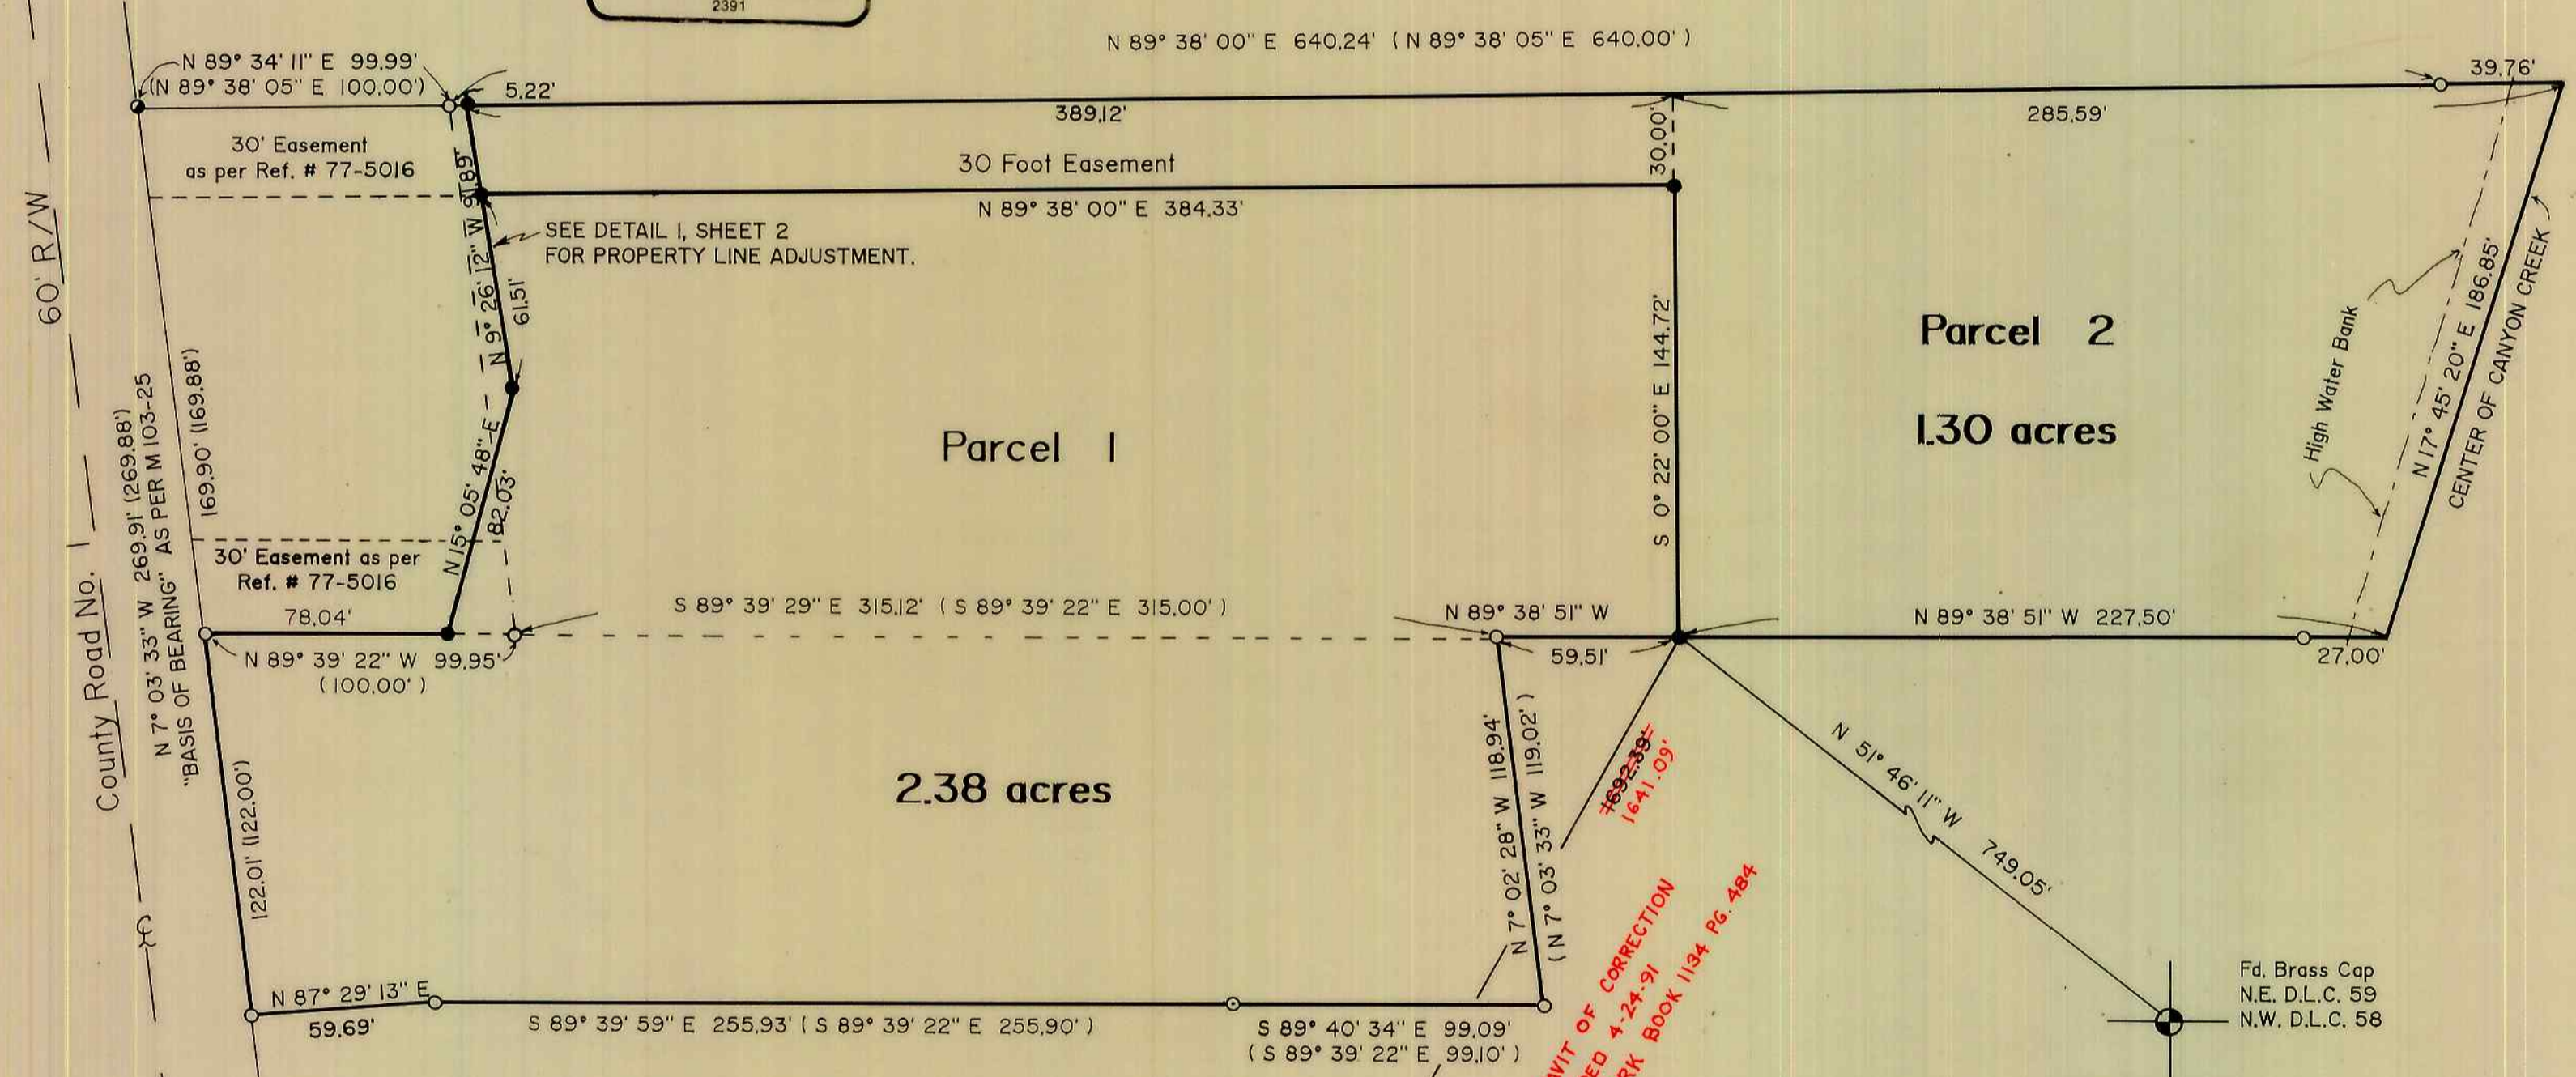 2391
N 89° 38' 00" E 640.24' ( N 89° 38' 05" E 640.00' )
N 89° 34' 11" E 99.99'
(N 89° 38' 05" E 100.00')
5.22'
389.12'
285.59'
39.76'
30' Easement
as per Ref. # 77-5016
30 Foot Easement
30.00'
N 89° 38' 00" E 384.33'
SEE DETAIL 1, SHEET 2
FOR PROPERTY LINE ADJUSTMENT.
N 9° 26' 12" W 91.89'
61.51'
60' R/W
County Road No. 1
N 7° 03' 33" W 269.91' (269.88')
"BASIS OF BEARING" AS PER M 103-25
169.90' (169.88')
N 15° 05' 48" E
82.03'
Parcel 1
S 0° 22' 00" E 144.72'
Parcel 2
1.30 acres
High Water Bank
N 17° 45' 20" E 186.85'
CENTER OF CANYON CREEK
30' Easement as per
Ref. # 77-5016
78.04'
N 89° 39' 22" W 99.95'
( 100.00' )
S 89° 39' 29" E 315.12' ( S 89° 39' 22" E 315.00' )
N 89° 38' 51" W
59.51'
N 89° 38' 51" W 227.50'
27.00'
122.01' (122.00')
2.38 acres
N 7° 02' 28" W 118.94'
( N 7° 03' 33" W 119.02' )
1692.39'
1641.09'
N 51° 46' 11" W 749.05'
N 87° 29' 13" E
59.69'
S 89° 39' 59" E 255.93' ( S 89° 39' 22" E 255.90' )
S 89° 40' 34" E 99.09'
( S 89° 39' 22" E 99.10' )
OF CORRECTION
4-24-91
BOOK 1134 PG. 484
Fd. Brass Cap
N.E. D.L.C. 59
N.W. D.L.C. 58